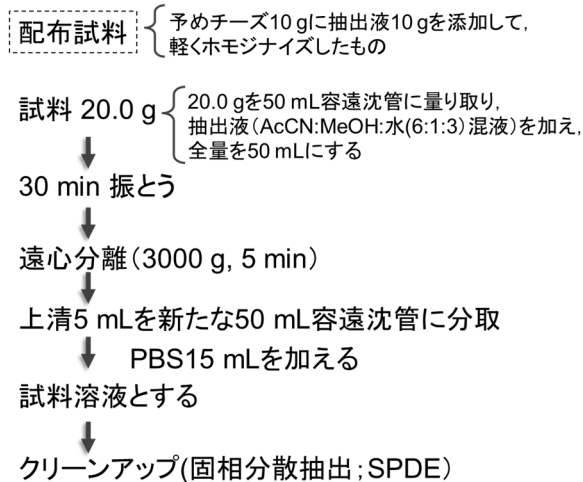 配布試料
予めチーズ10 gに抽出液10 gを添加して,
軽くホモジナイズしたもの
試料 20.0 g
20.0 gを50 mL容遠沈管に量り取り,
抽出液(AcCN:MeOH:水(6:1:3)混液)を加え,
全量を50 mLにする
30 min 振とう
遠心分離(3000 g, 5 min)
上清5 mLを新たな50 mL容遠沈管に分取
PBS15 mLを加える
試料溶液とする
クリーンアップ(固相分散抽出;SPDE)